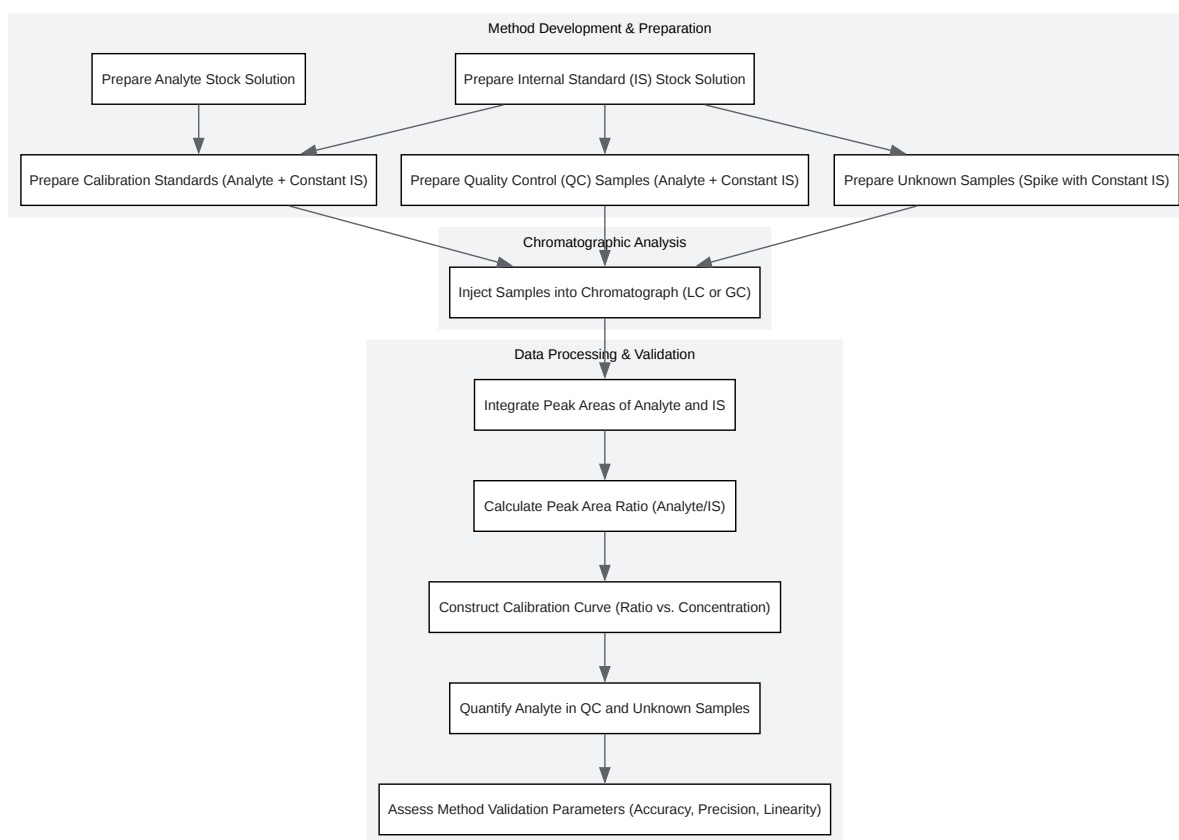 Method Development & Preparation
Prepare Analyte Stock Solution
Prepare Internal Standard (IS) Stock Solution
Prepare Calibration Standards (Analyte + Constant IS)
Prepare Quality Control (QC) Samples (Analyte + Constant IS)
Prepare Unknown Samples (Spike with Constant IS)
Chromatographic Analysis
Inject Samples into Chromatograph (LC or GC)
Data Processing & Validation
Integrate Peak Areas of Analyte and IS
Calculate Peak Area Ratio (Analyte/IS)
Construct Calibration Curve (Ratio vs. Concentration)
Quantify Analyte in QC and Unknown Samples
Assess Method Validation Parameters (Accuracy, Precision, Linearity)